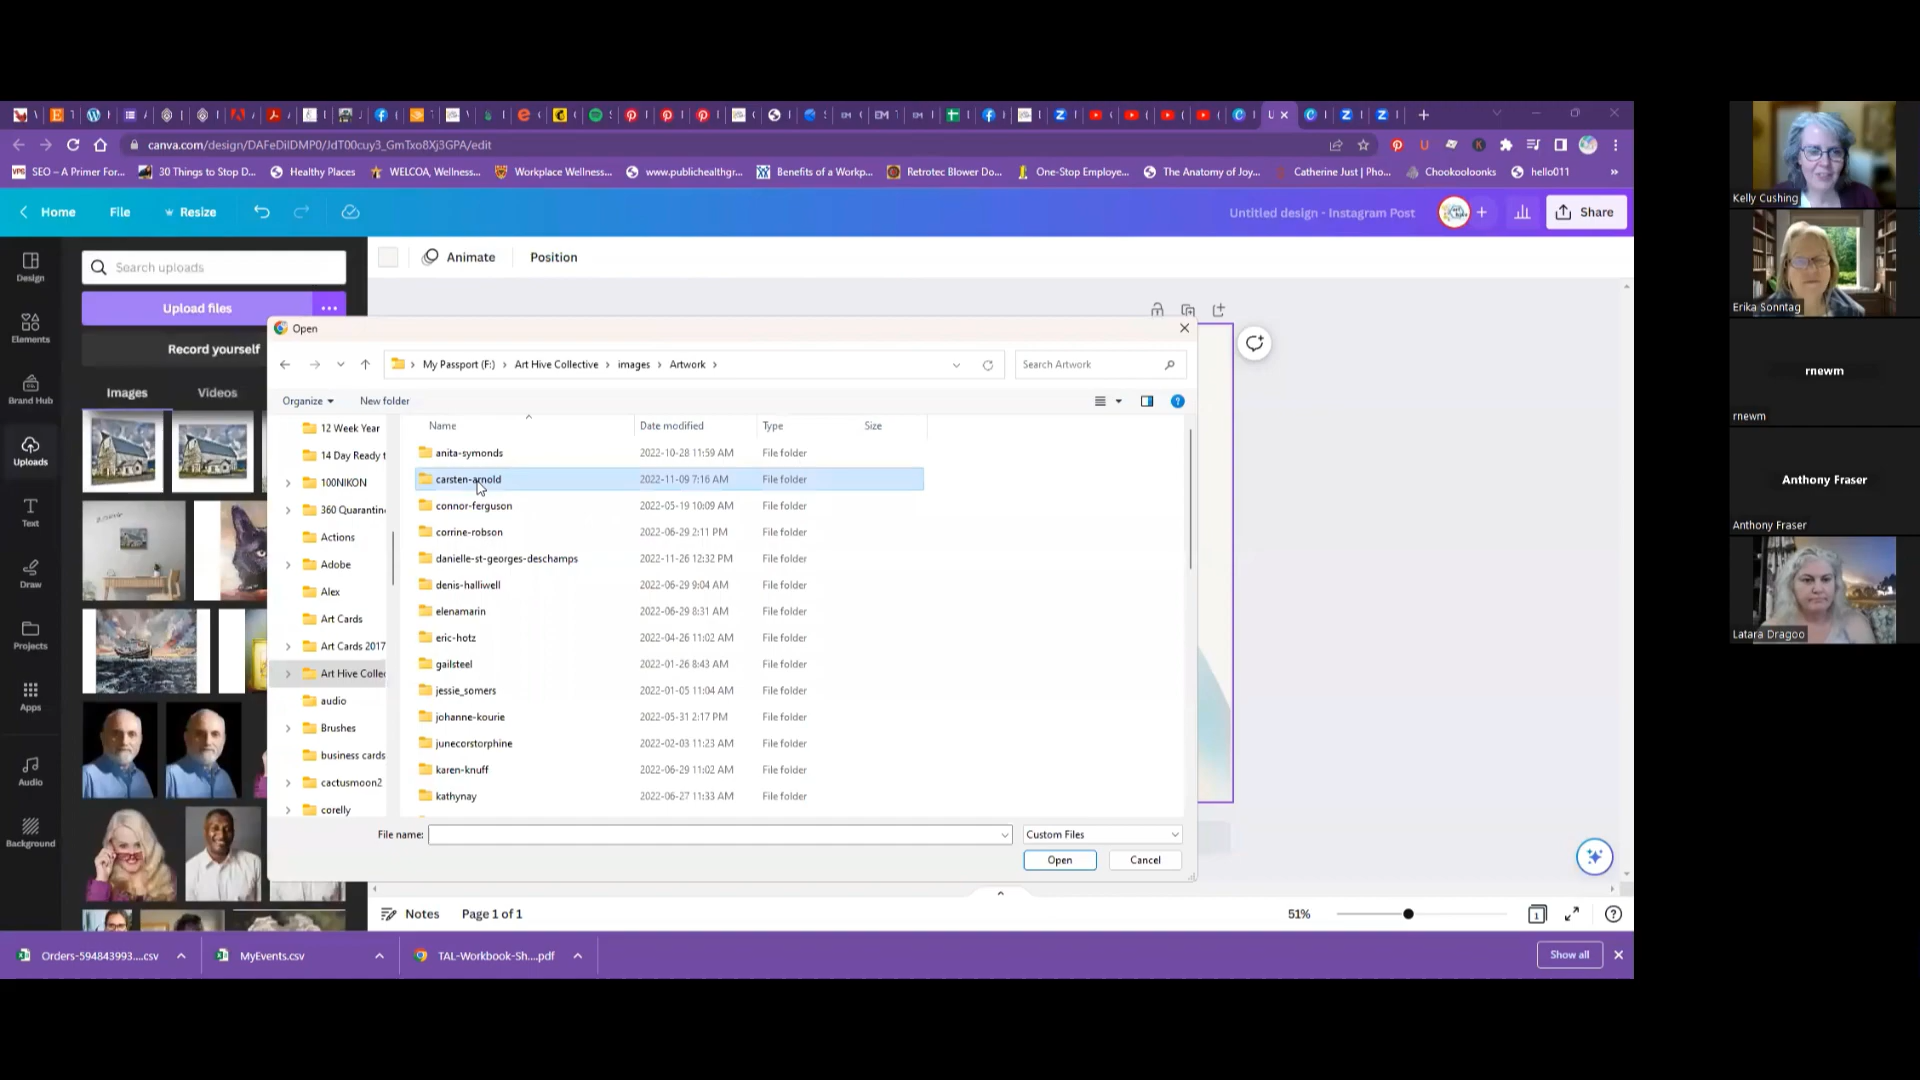 canva.com/design/DAFeDilDMP0/JdT00cuy3_GmTxo8Xj3GPA/edit
SEO – A Primer For...
30 Things to Stop D...
Healthy Places
WELCOA, Wellness...
Workplace Wellness...
www.publichealthgr...
Benefits of a Workp...
Retrotec Blower Do...
One-Stop Employe...
The Anatomy of Joy...
Catherine Just | Pho...
Chookooloonks
hello011
Home
File
Resize
Untitled design - Instagram Post
Share
Design
Elements
Brand Hub
Uploads
Text
Draw
Projects
Apps
Audio
Background
Search uploads
Upload files
Record yourself
Images
Videos
Animate
Position
Open
My Passport (F:) > Art Hive Collective > images > Artwork >
Search Artwork
Organize
New folder
12 Week Year
14 Day Ready t
100NIKON
360 Quarantin
Actions
Adobe
Alex
Art Cards
Art Cards 2017
Art Hive Collec
audio
Brushes
business cards
cactusmoon2
corelly
Name Date modified Type Size
anita-symonds 2022-10-28 11:59 AM File folder
carsten-arnold 2022-11-09 7:16 AM File folder
connor-ferguson 2022-05-19 10:09 AM File folder
corrine-robson 2022-06-29 2:11 PM File folder
danielle-st-georges-deschamps 2022-11-26 12:32 PM File folder
denis-halliwell 2022-06-29 9:04 AM File folder
elenamarin 2022-06-29 8:31 AM File folder
eric-hotz 2022-04-26 11:02 AM File folder
gailsteel 2022-01-26 8:43 AM File folder
jessie_somers 2022-01-05 11:04 AM File folder
johanne-kourie 2022-05-31 2:17 PM File folder
junecorstorphine 2022-02-03 11:23 AM File folder
karen-knuff 2022-06-29 11:02 AM File folder
kathynay 2022-06-27 11:33 AM File folder
File name:
Custom Files
Open
Cancel
Notes
Page 1 of 1
51%
1
Orders-594843993....csv
MyEvents.csv
TAL-Workbook-Sh....pdf
Show all
Kelly Cushing
Erika Sonntag
rnewm
rnewm
Anthony Fraser
Anthony Fraser
Latara Dragoo